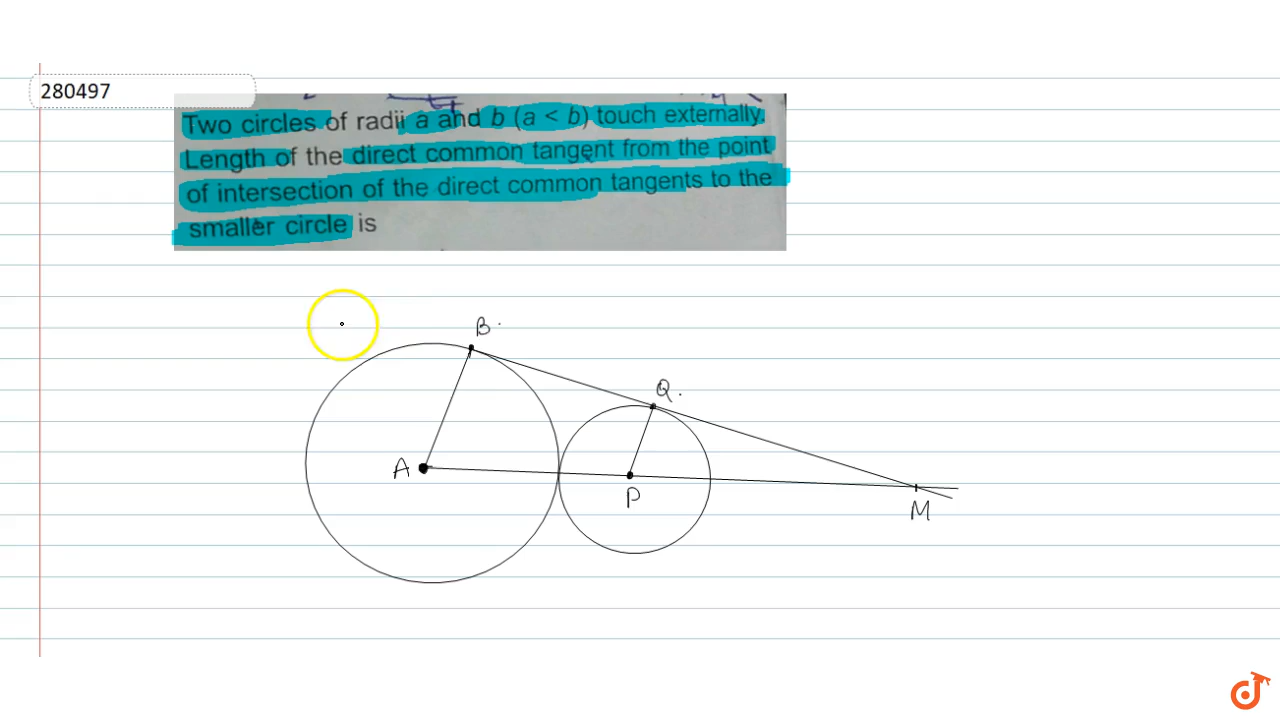 280497
Two circles of radii a and b (a < b) touch externally.
Length of the direct common tangent from the point
of intersection of the direct common tangents to the
smaller circle is
B
Q
A
P
M